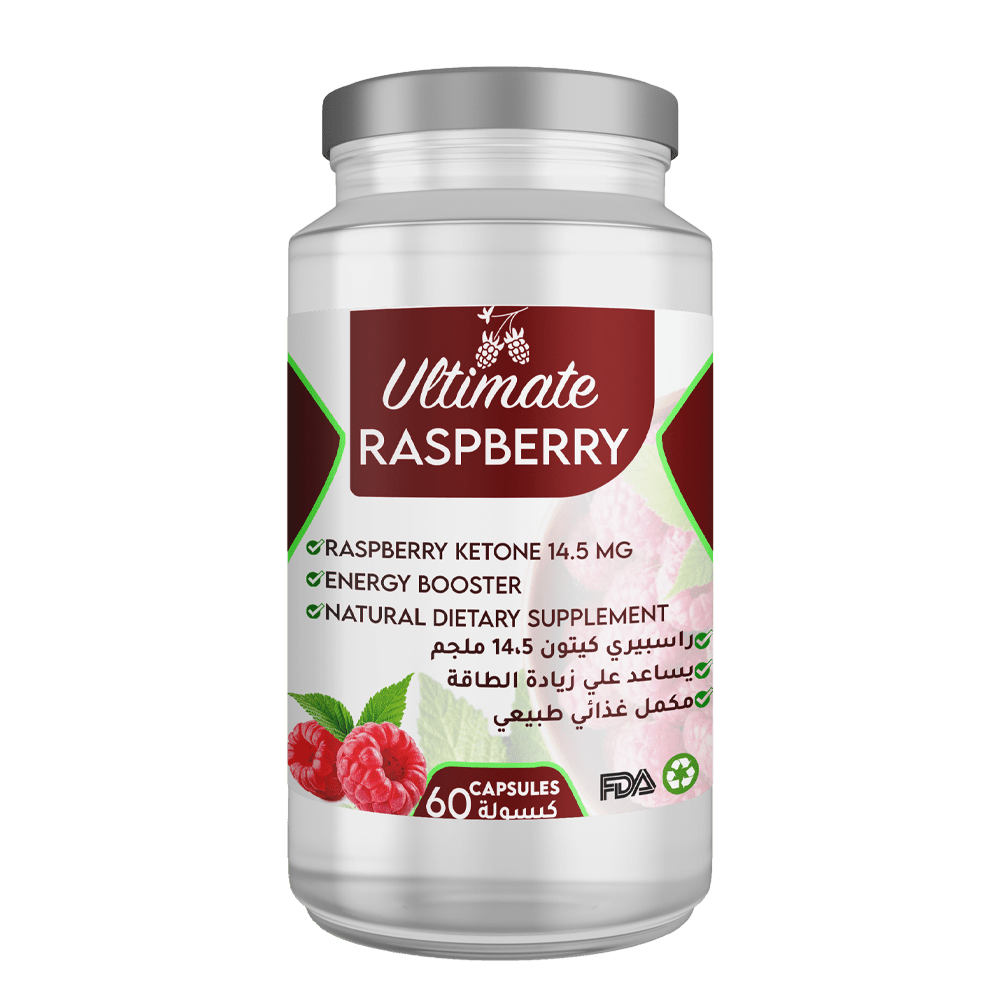 Ultimate
RASPBERRY
RASPBERRY KETONE 14.5 MG
ENERGY BOOSTER
NATURAL DIETARY SUPPLEMENT
راسبيري كيتون 14،5 ملجم
يساعد علي زيادة الطاقة
مكمل غذائي طبيعي
60 CAPSULES
كبسولة
FDA